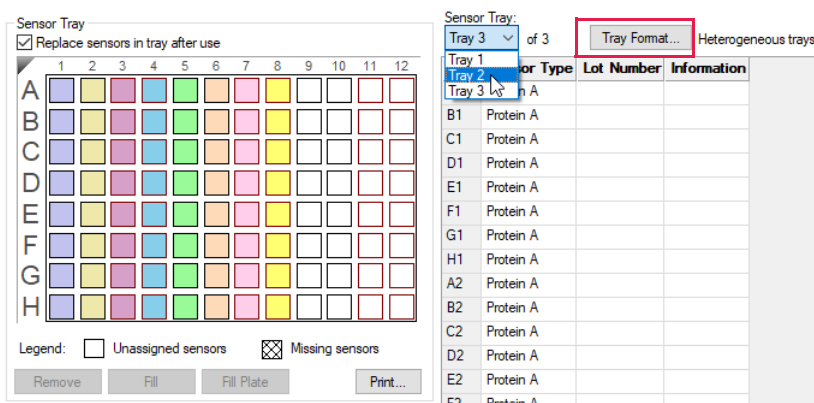 Sensor Tray
Replace sensors in tray after use
1 2 3 4 5 6 7 8 9 10 11 12
A
B
C
D
E
F
G
H
Legend: Unassigned sensors Missing sensors
Remove Fill Fill Plate Print...
Sensor Tray:
Tray 3 of 3 Tray Format... Heterogeneous trays
Tray 1
Tray 2
Tray 3
Type Lot Number Information
B1 Protein A
C1 Protein A
D1 Protein A
E1 Protein A
F1 Protein A
G1 Protein A
H1 Protein A
A2 Protein A
B2 Protein A
C2 Protein A
D2 Protein A
E2 Protein A